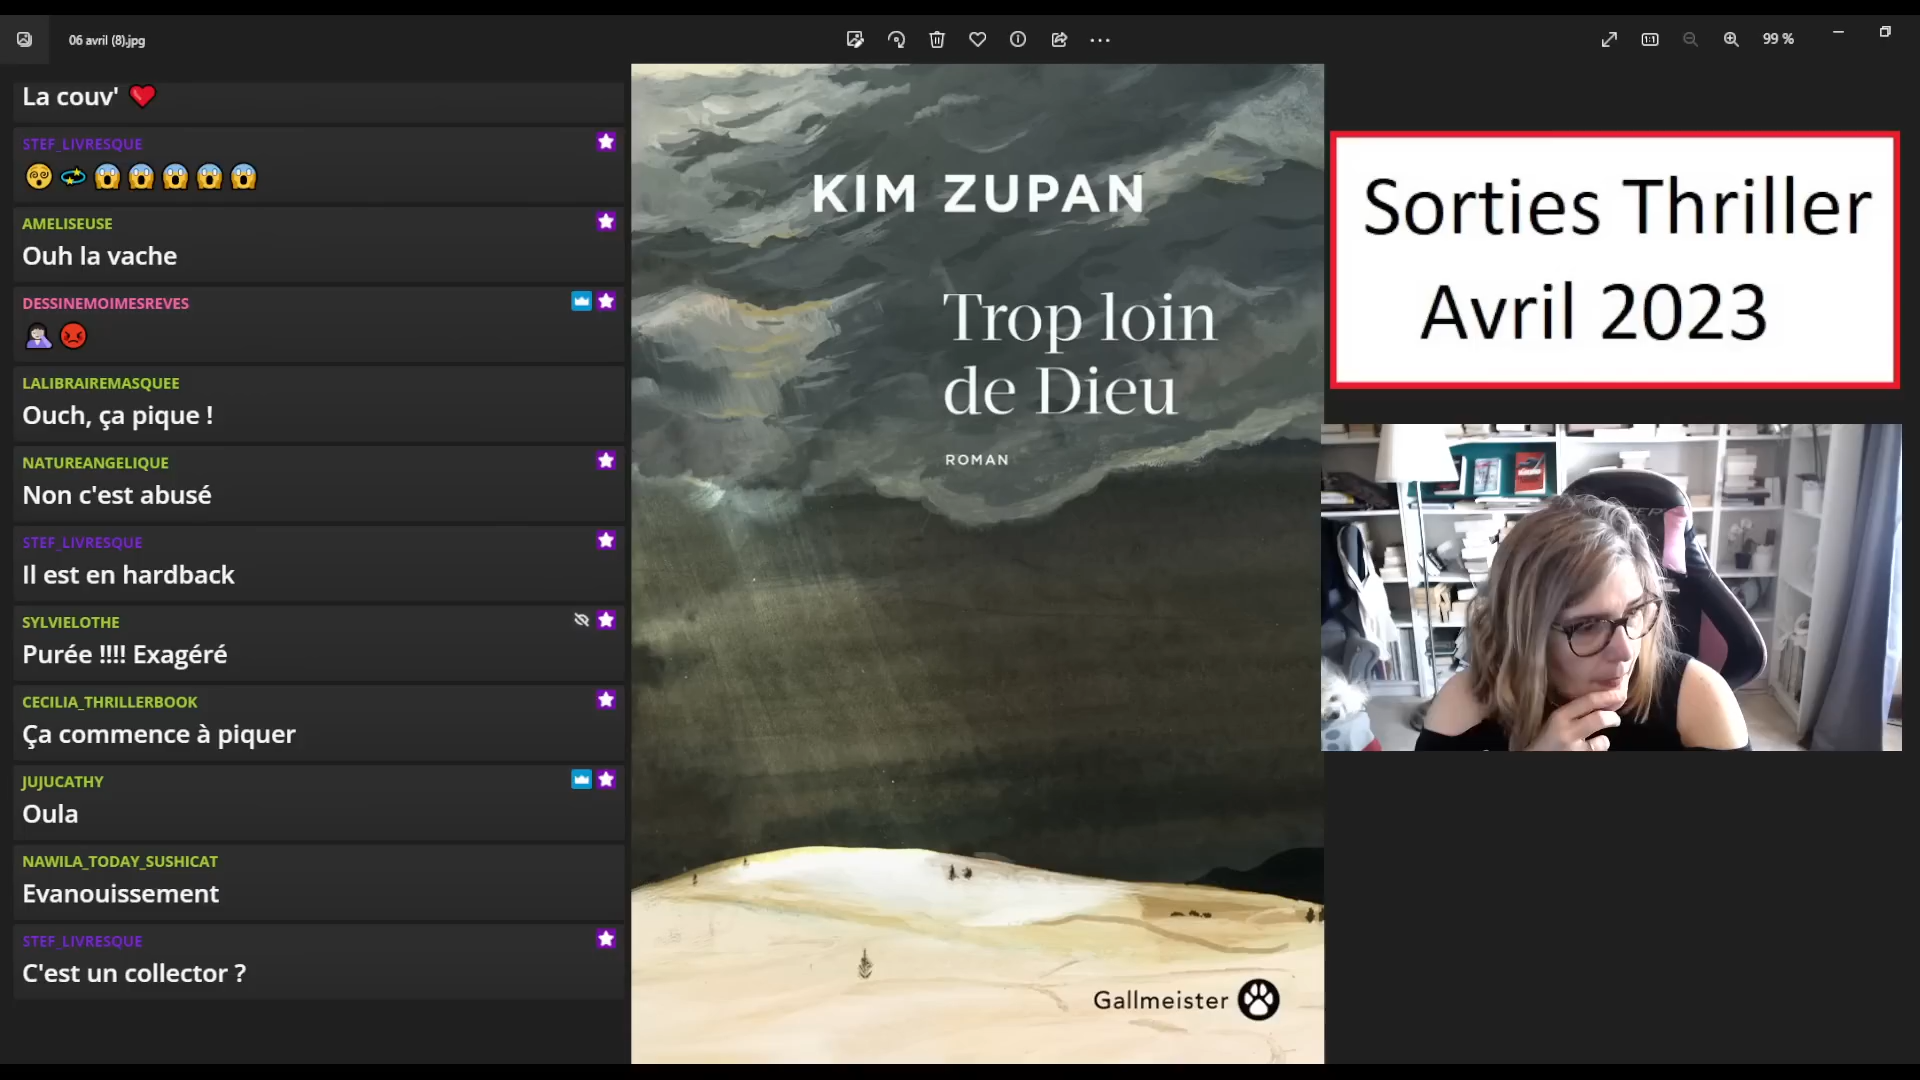 06 avril (8).jpg
99 %
La couv' ❤️
STEF_LIVRESQUE
😵‍💫😱😱😱😱😱
AMELISEUSE
Ouh la vache
DESSINEMOIMESREVES
🤦🏻‍♀️😡
LALIBRAIREMASQUEE
Ouch, ça pique !
NATUREANGELIQUE
Non c'est abusé
STEF_LIVRESQUE
Il est en hardback
SYLVIELOTHE
Purée !!!! Exagéré
CECILIA_THRILLERBOOK
Ça commence à piquer
JUJUCATHY
Oula
NAWILA_TODAY_SUSHICAT
Evanouissement
STEF_LIVRESQUE
C'est un collector ?
KIM ZUPAN
Trop loin
de Dieu
ROMAN
Gallmeister
Sorties Thriller
Avril 2023